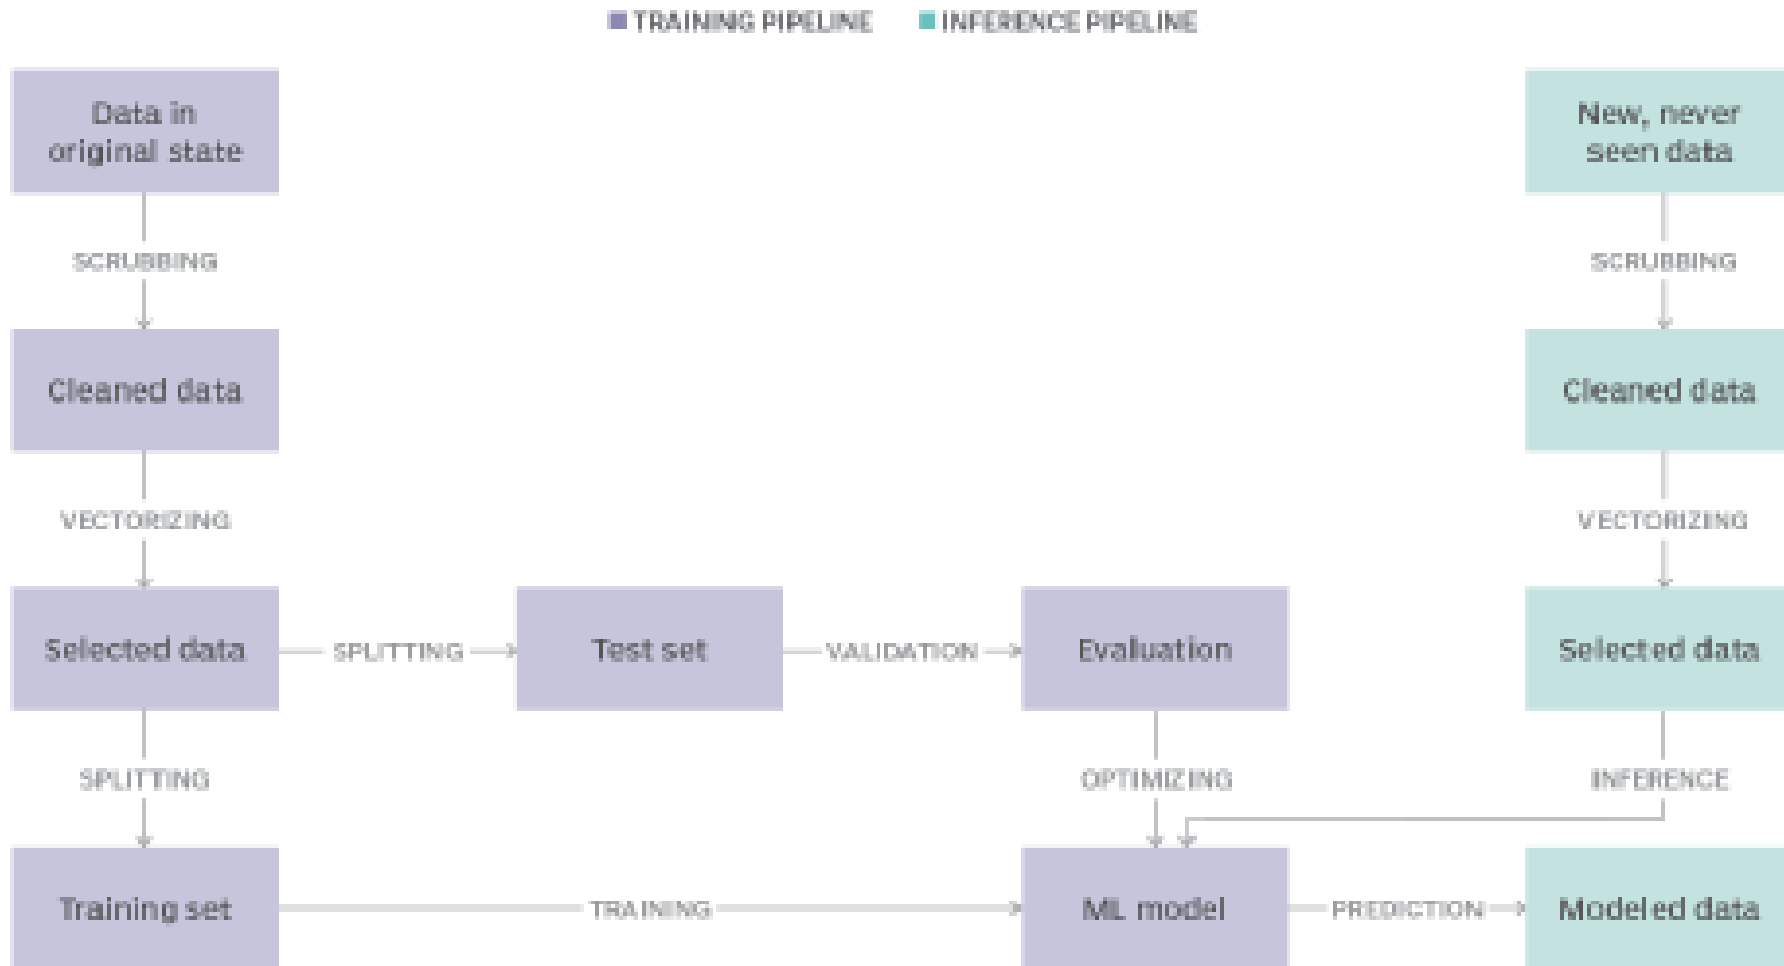 TRAINING PIPELINE
INFERENCE PIPELINE
Data in
original state
New, never
seen data
SCRUBBING
SCRUBBING
Cleaned data
Cleaned data
VECTORIZING
VECTORIZING
Selected data
SPLITTING
Test set
VALIDATION
Evaluation
Selected data
SPLITTING
OPTIMIZING
INFERENCE
Training set
TRAINING
ML model
PREDICTION
Modeled data